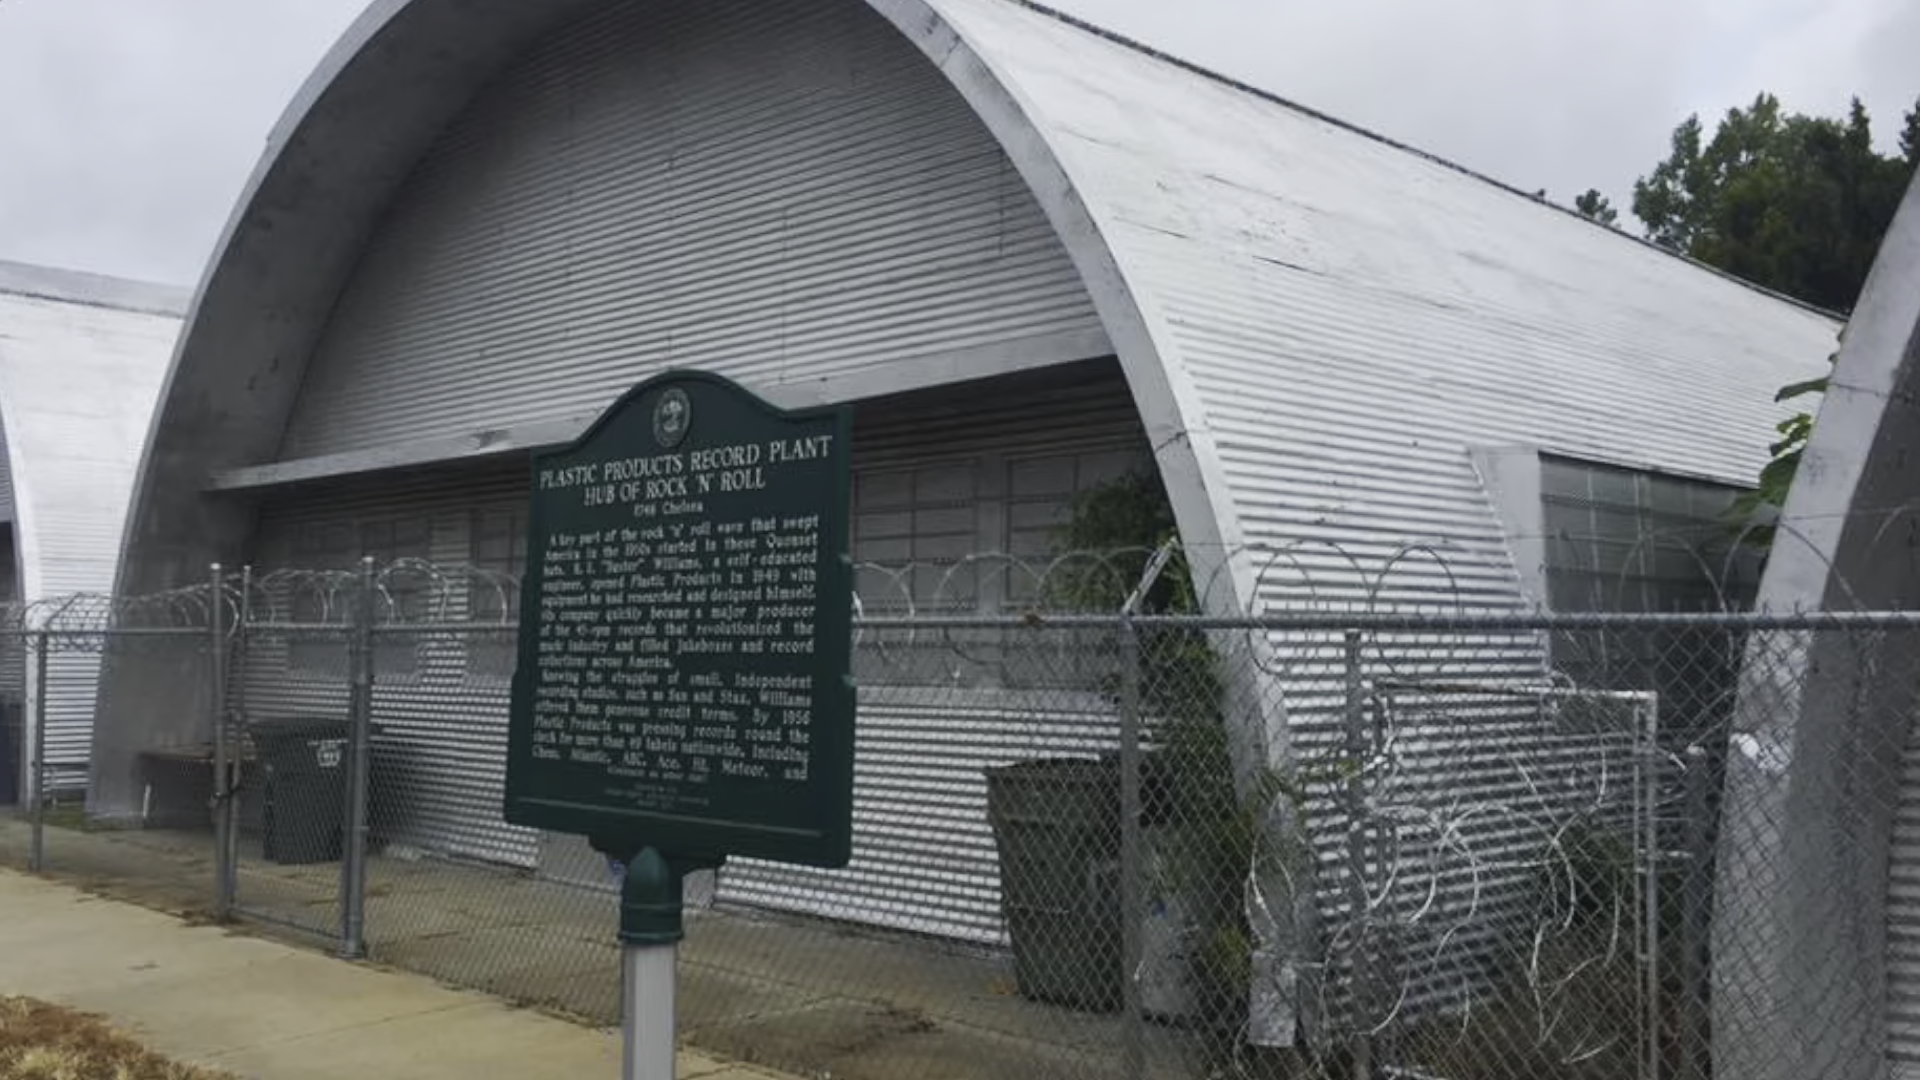 PLASTIC PRODUCTS RECORD PLANT
HUB OF ROCK 'N' ROLL
1746 Chelsea
A key part of the rock 'n' roll wave that swept
America in the 1950s started in these Quonset
huts. R. E. "Buster" Williams, a self-educated
engineer, opened Plastic Products in 1949 with
equipment he had researched and designed himself.
His company quickly became a major producer
of the 45-rpm records that revolutionized the
music industry and filled jukeboxes and record
collections across America.
Knowing the struggles of small, independent
recording studios, such as Sun and Stax, Williams
offered them generous credit terms. By 1956
Plastic Products was pressing records round the
clock for more than 40 labels nationwide, including
Chess, Atlantic, ABC, Ace, Hi, Meteor, and